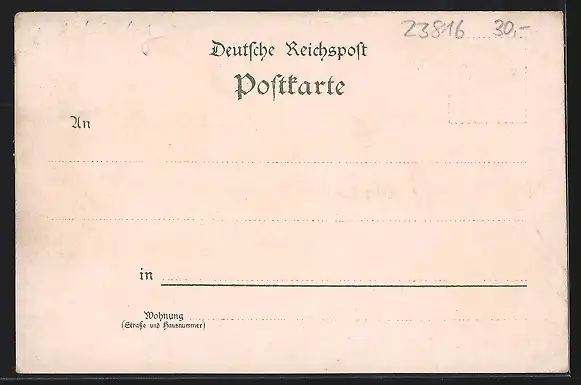 23816 30,-
Deutsche Reichspost
Postkarte
An
in
Wohnung
(Straße und Hausnummer)